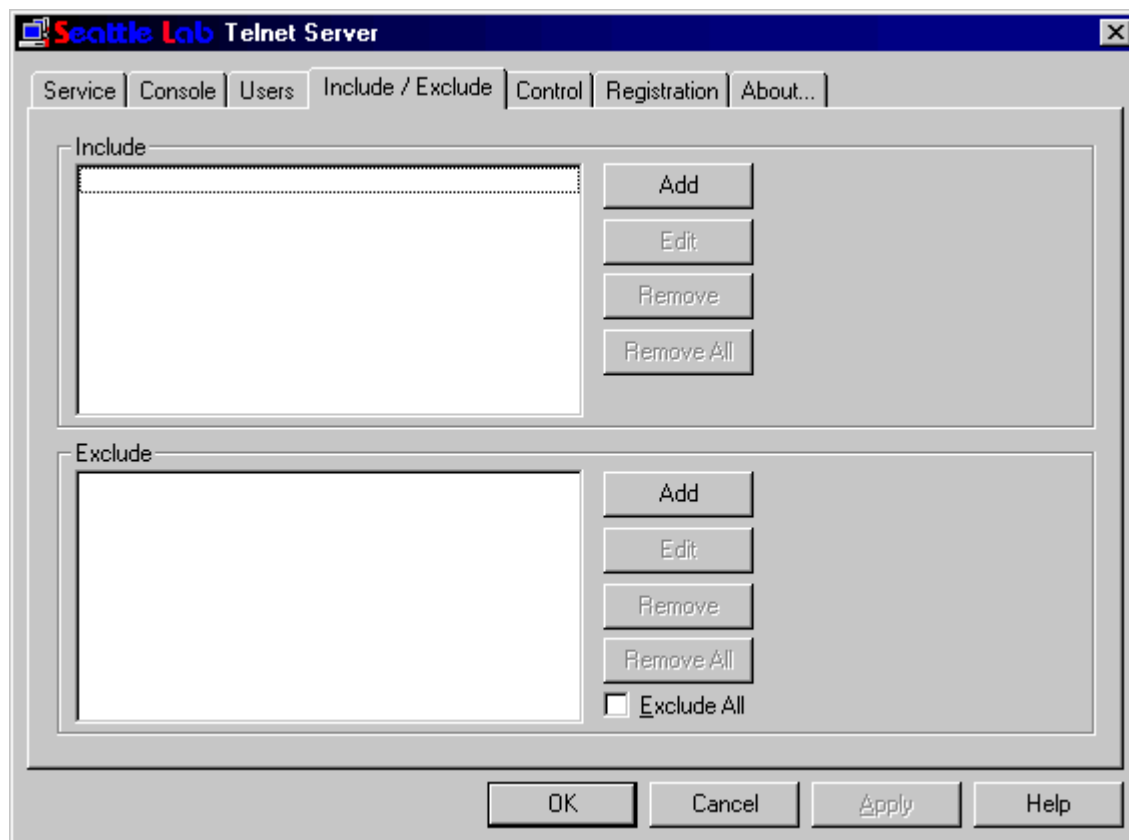 Seattle Lab Telnet Server
Service Console Users Include / Exclude Control Registration About...
Include
Add
Edit
Remove
Remove All
Exclude
Add
Edit
Remove
Remove All
Exclude All
OK Cancel Apply Help